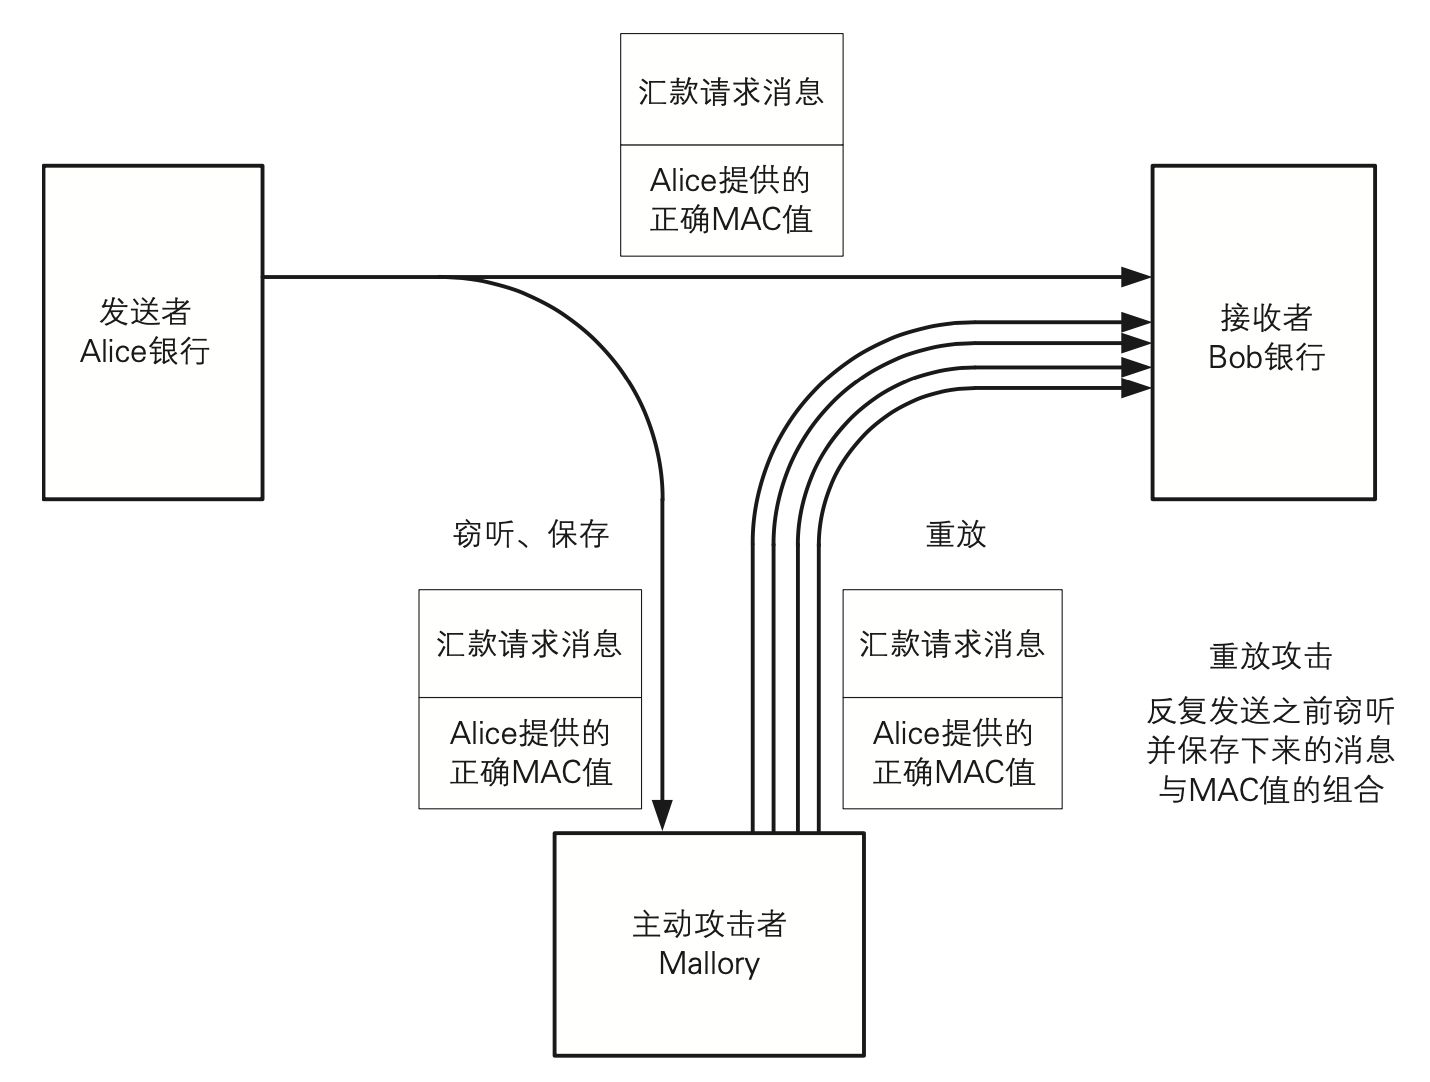 汇款请求消息
Alice提供的
正确MAC值
发送者
Alice银行
接收者
Bob银行
窃听、保存
重放
汇款请求消息
Alice提供的
正确MAC值
汇款请求消息
Alice提供的
正确MAC值
重放攻击
反复发送之前窃听
并保存下来的消息
与MAC值的组合
主动攻击者
Mallory